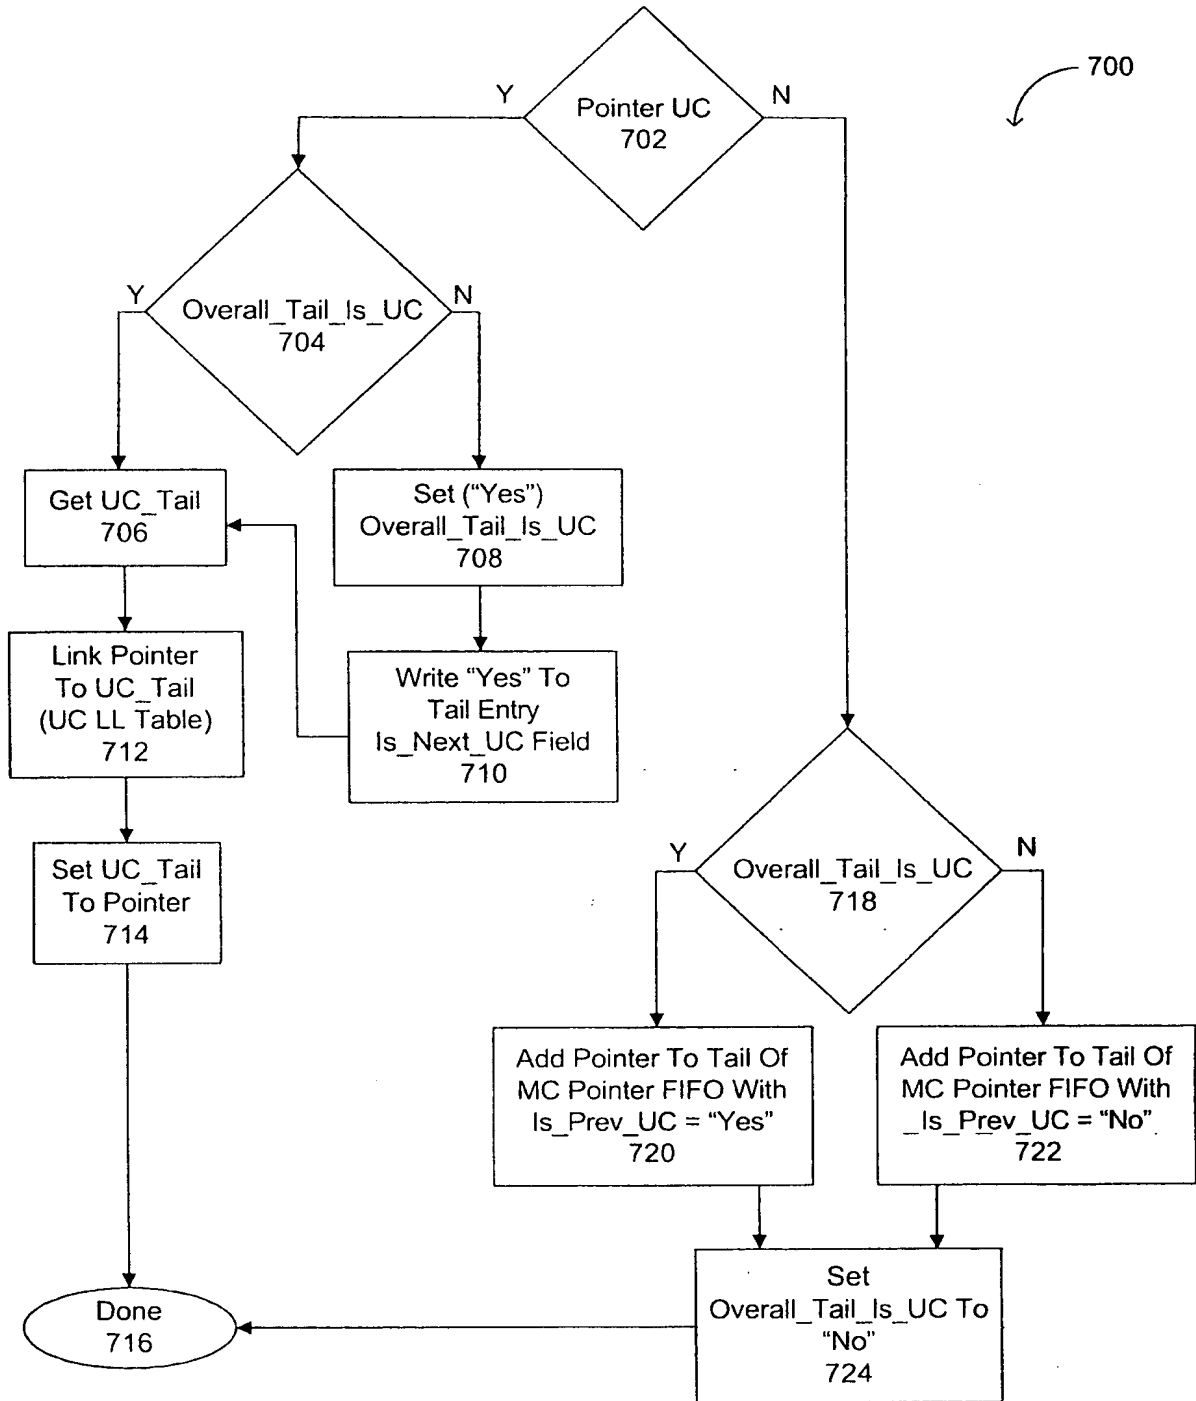 700
Y
Pointer UC
702
N
Y
Overall_Tail_Is_UC
704
N
Get UC_Tail
706
Set (“Yes”)
Overall_Tail_Is_UC
708
Link Pointer
To UC_Tail
(UC LL Table)
712
Write “Yes” To
Tail Entry
Is_Next_UC Field
710
Set UC_Tail
To Pointer
714
Y
Overall_Tail_Is_UC
718
N
Add Pointer To Tail Of
MC Pointer FIFO With
Is_Prev_UC = “Yes”
720
Add Pointer To Tail Of
MC Pointer FIFO With
_Is_Prev_UC = “No”
722
Set
Overall_Tail_Is_UC To
“No”
724
Done
716